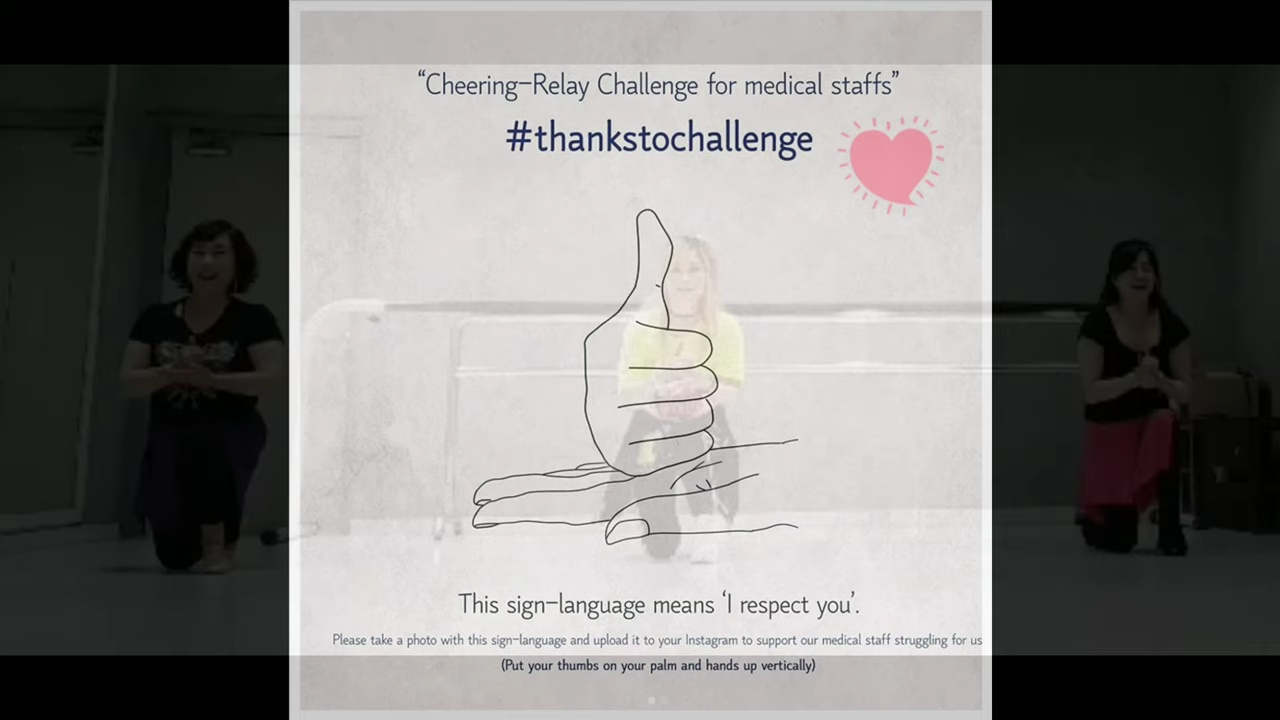 “Cheering-Relay Challenge for medical staffs”
#thankstochallenge
This sign-language means ‘I respect you’.
Please take a photo with this sign-language and upload it to your Instagram to support our medical staff struggling for us
(Put your thumbs on your palm and hands up vertically)